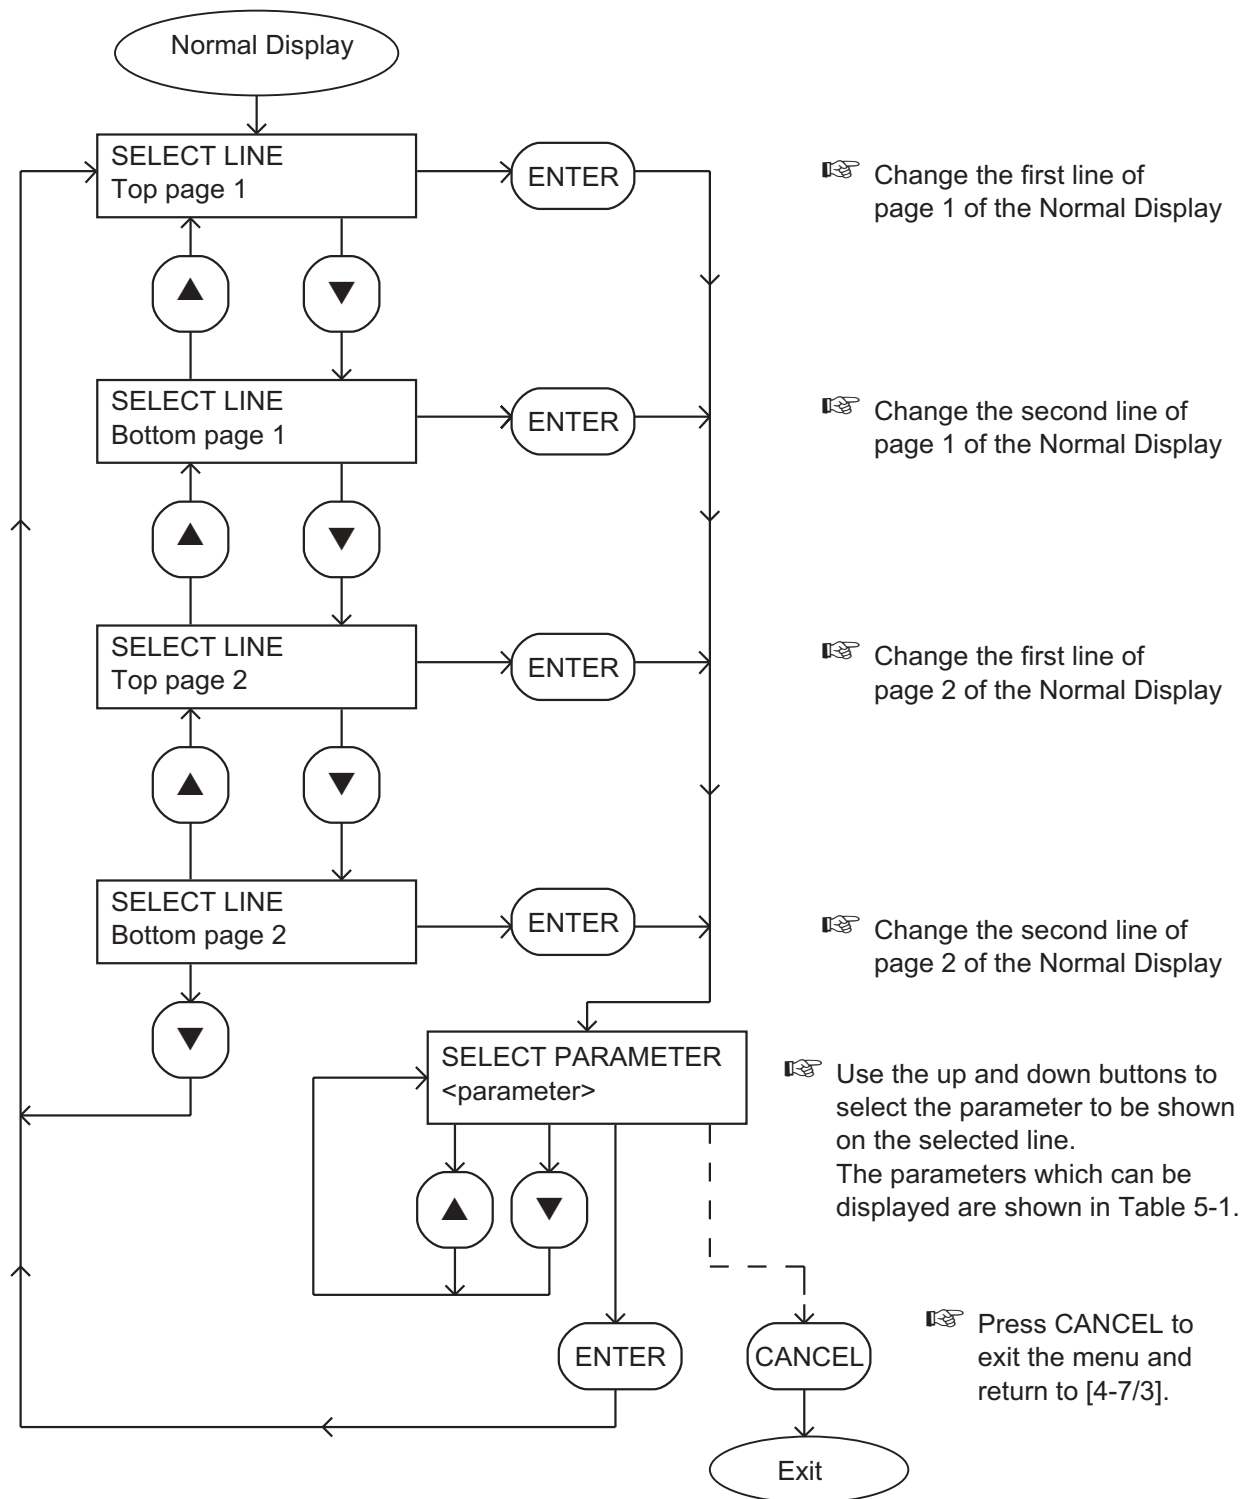 Normal Display
SELECT LINE
Top page 1
ENTER
☞ Change the first line of
page 1 of the Normal Display
▲
▼
SELECT LINE
Bottom page 1
ENTER
☞ Change the second line of
page 1 of the Normal Display
▲
▼
SELECT LINE
Top page 2
ENTER
☞ Change the first line of
page 2 of the Normal Display
▲
▼
SELECT LINE
Bottom page 2
ENTER
☞ Change the second line of
page 2 of the Normal Display
▼
SELECT PARAMETER
<parameter>
☞ Use the up and down buttons to
select the parameter to be shown
on the selected line.
The parameters which can be
displayed are shown in Table 5-1.
▲
▼
ENTER
CANCEL
☞ Press CANCEL to
exit the menu and
return to [4-7/3].
Exit